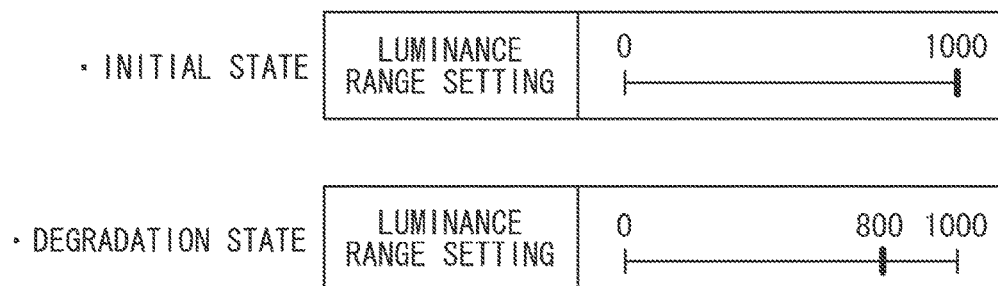 ・INITIAL STATE
LUMINANCE
RANGE SETTING
0 1000
・DEGRADATION STATE
LUMINANCE
RANGE SETTING
0 800 1000